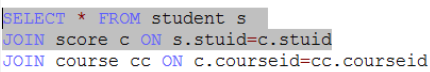 SELECT * FROM student s
JOIN score c ON s.stuid=c.stuid
JOIN course cc ON c.courseid=cc.courseid